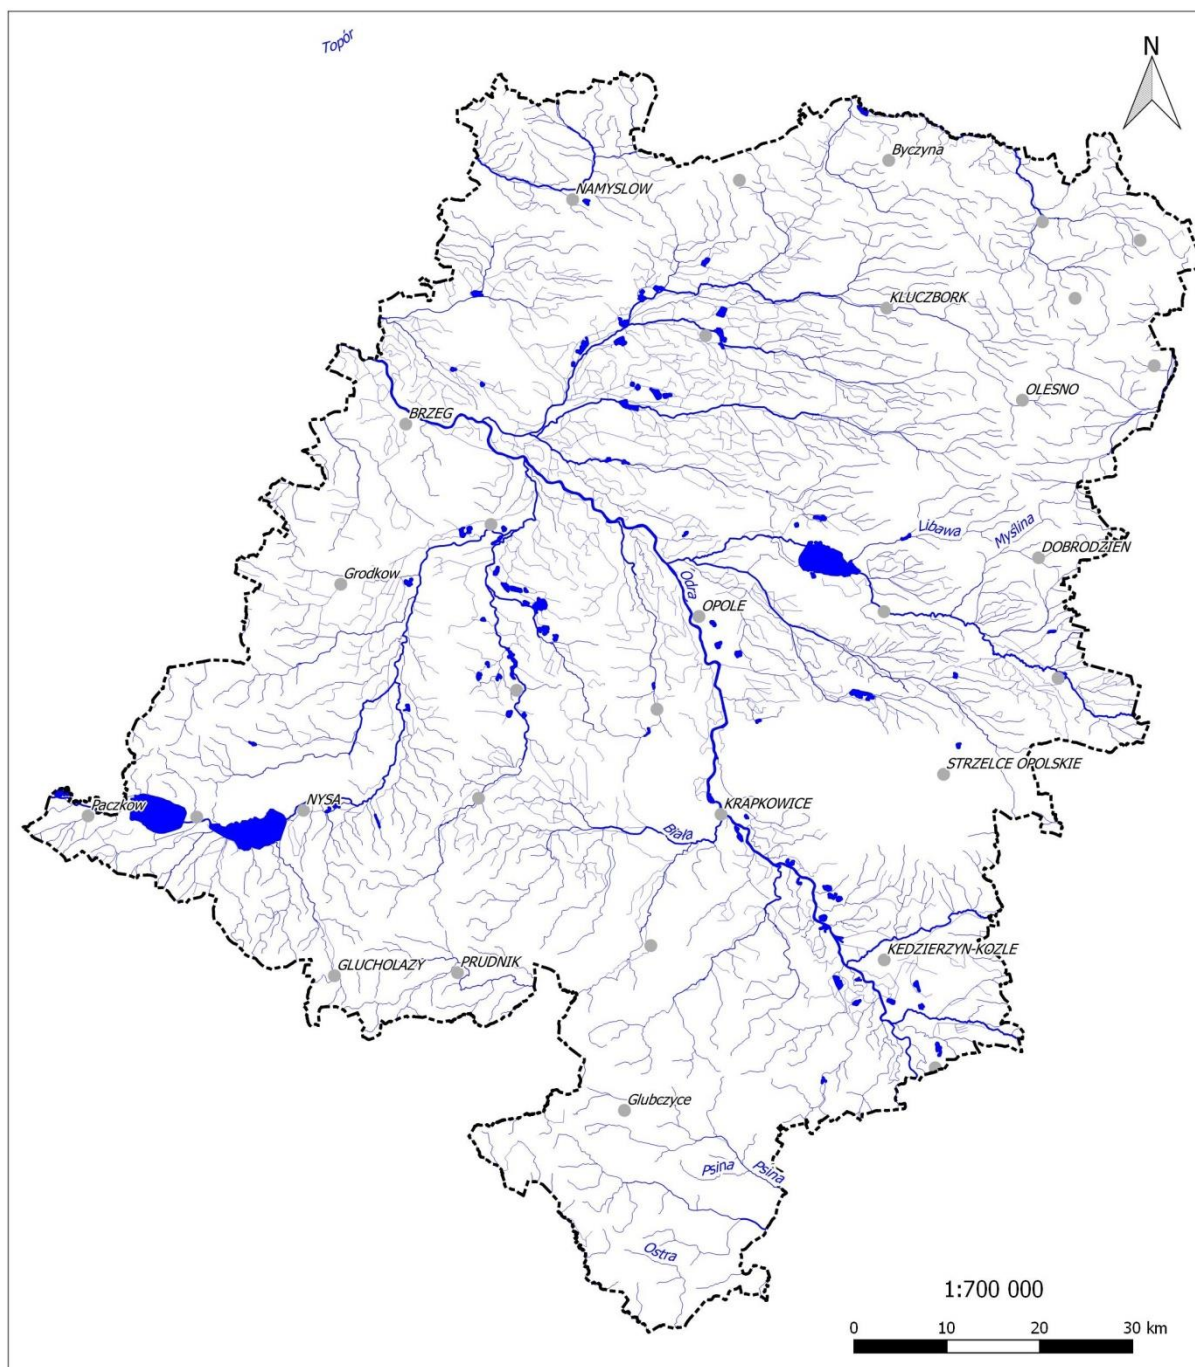 Topór
N
Byczyna
NAMYSLOW
KLUCZBORK
OLESNO
BRZEG
Libawa
Myślina
DOBRODZIEN
Grodkow
Odra
OPOLE
STRZELCE OPOLSKIE
Paczkow
NYSA
KRAPKOWICE
Biała
KEDZIERZYN-KOZLE
GLUCHOLAZY
PRUDNIK
Glubczyce
Psina
Psina
Ostra
1:700 000
0 10 20 30 km